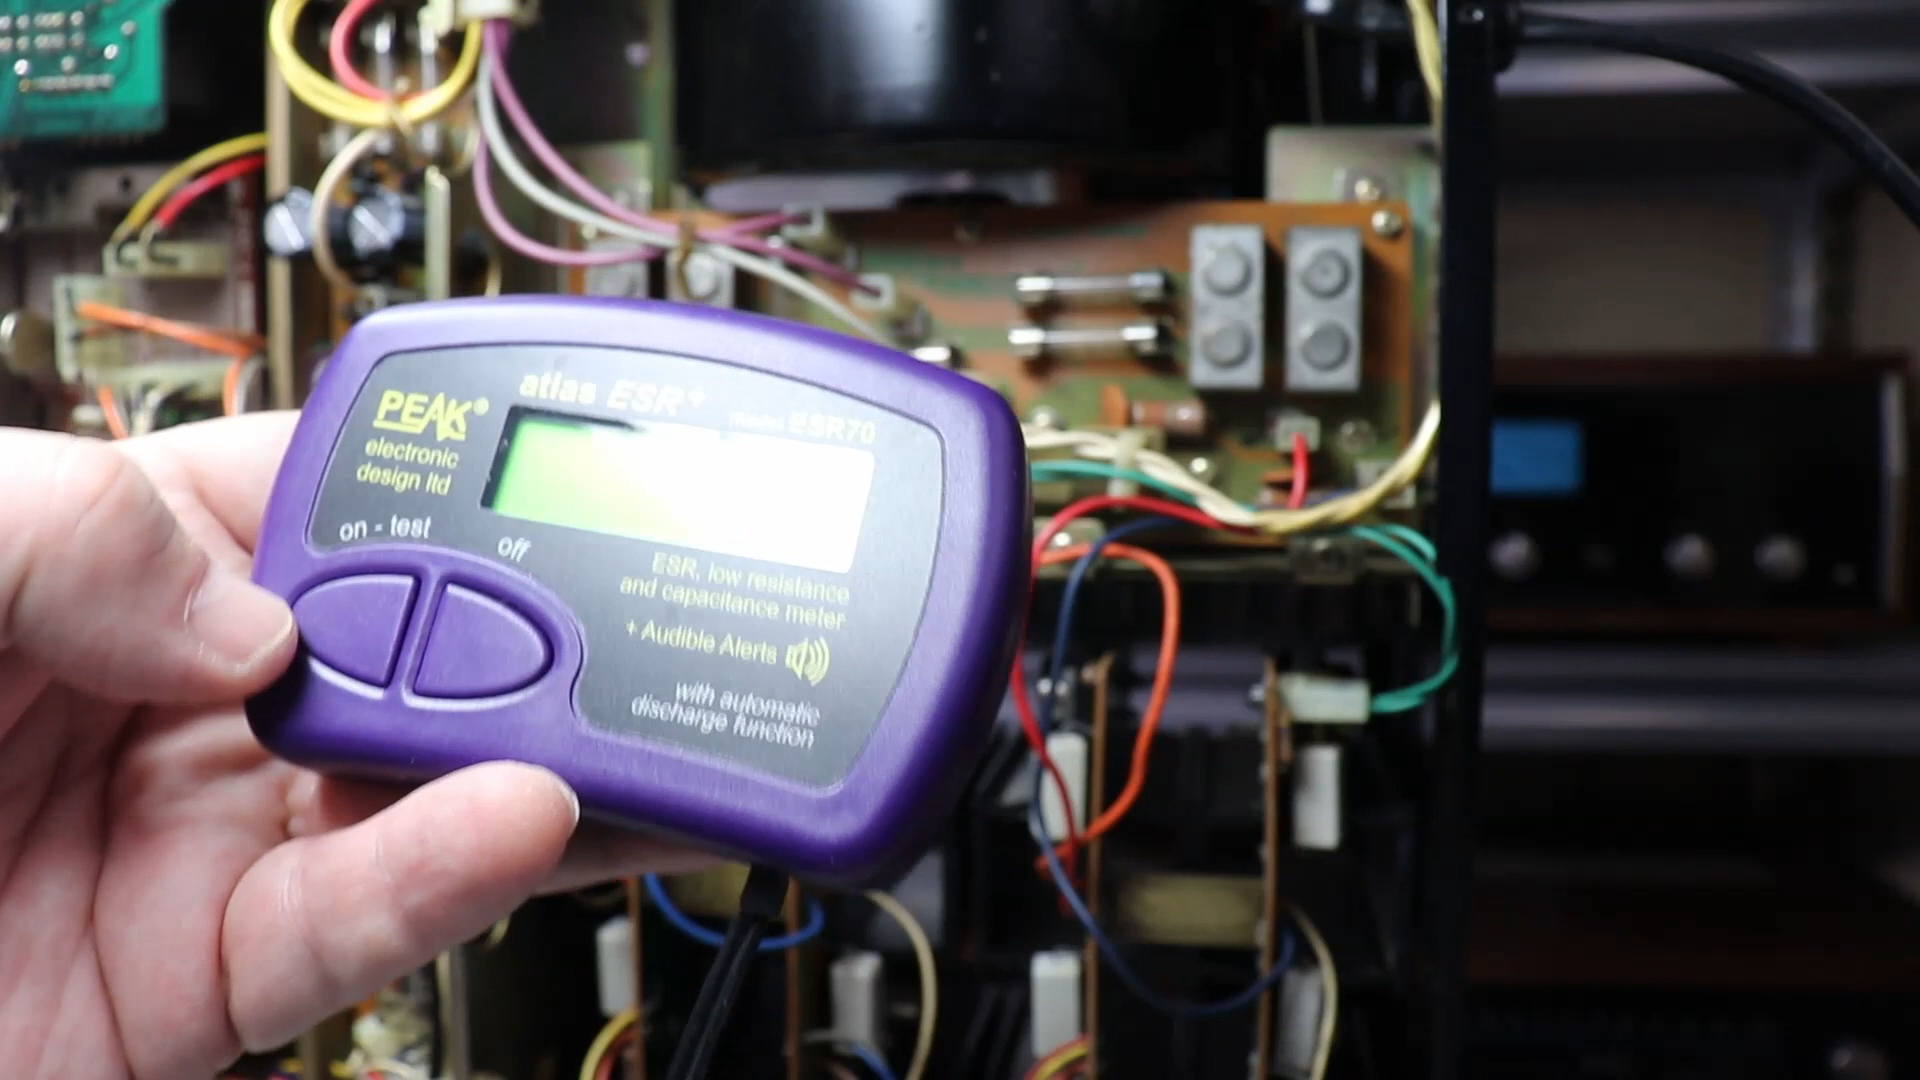 atlas ESR+
PEAK®
electronic
design ltd
model ESR70
on - test
off
ESR, low resistance
and capacitance meter
+ Audible Alerts
with automatic
discharge function